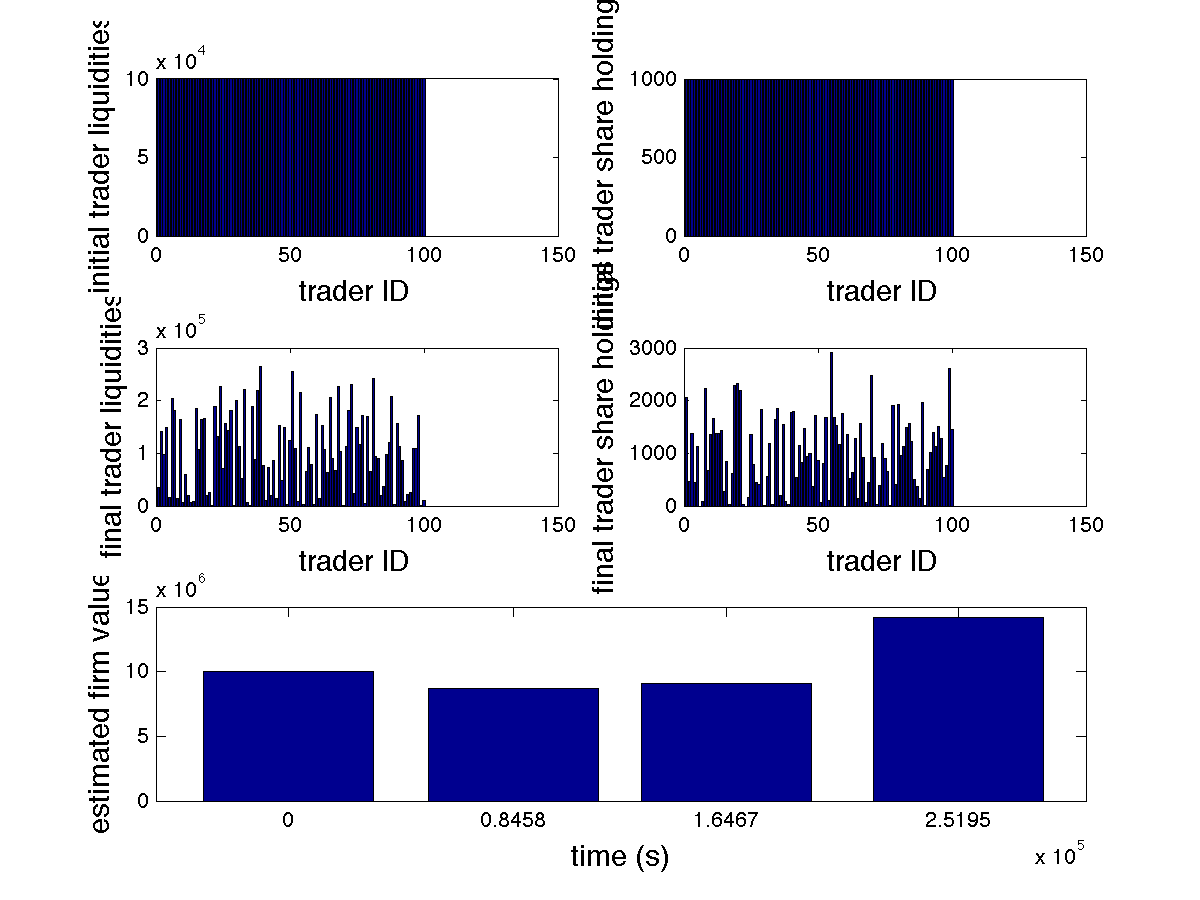 initial trader liquidities
x 10^4
10
5
0
0 50 100 150
trader ID
trader share holding
1000
500
0
0 50 100 150
trader ID
final trader liquidities
x 10^5
3
2
1
0
0 50 100 150
trader ID
final trader share holdings
3000
2000
1000
0
0 50 100 150
trader ID
estimated firm value
x 10^6
15
10
5
0
0 0.8458 1.6467 2.5195
time (s)
x 10^5